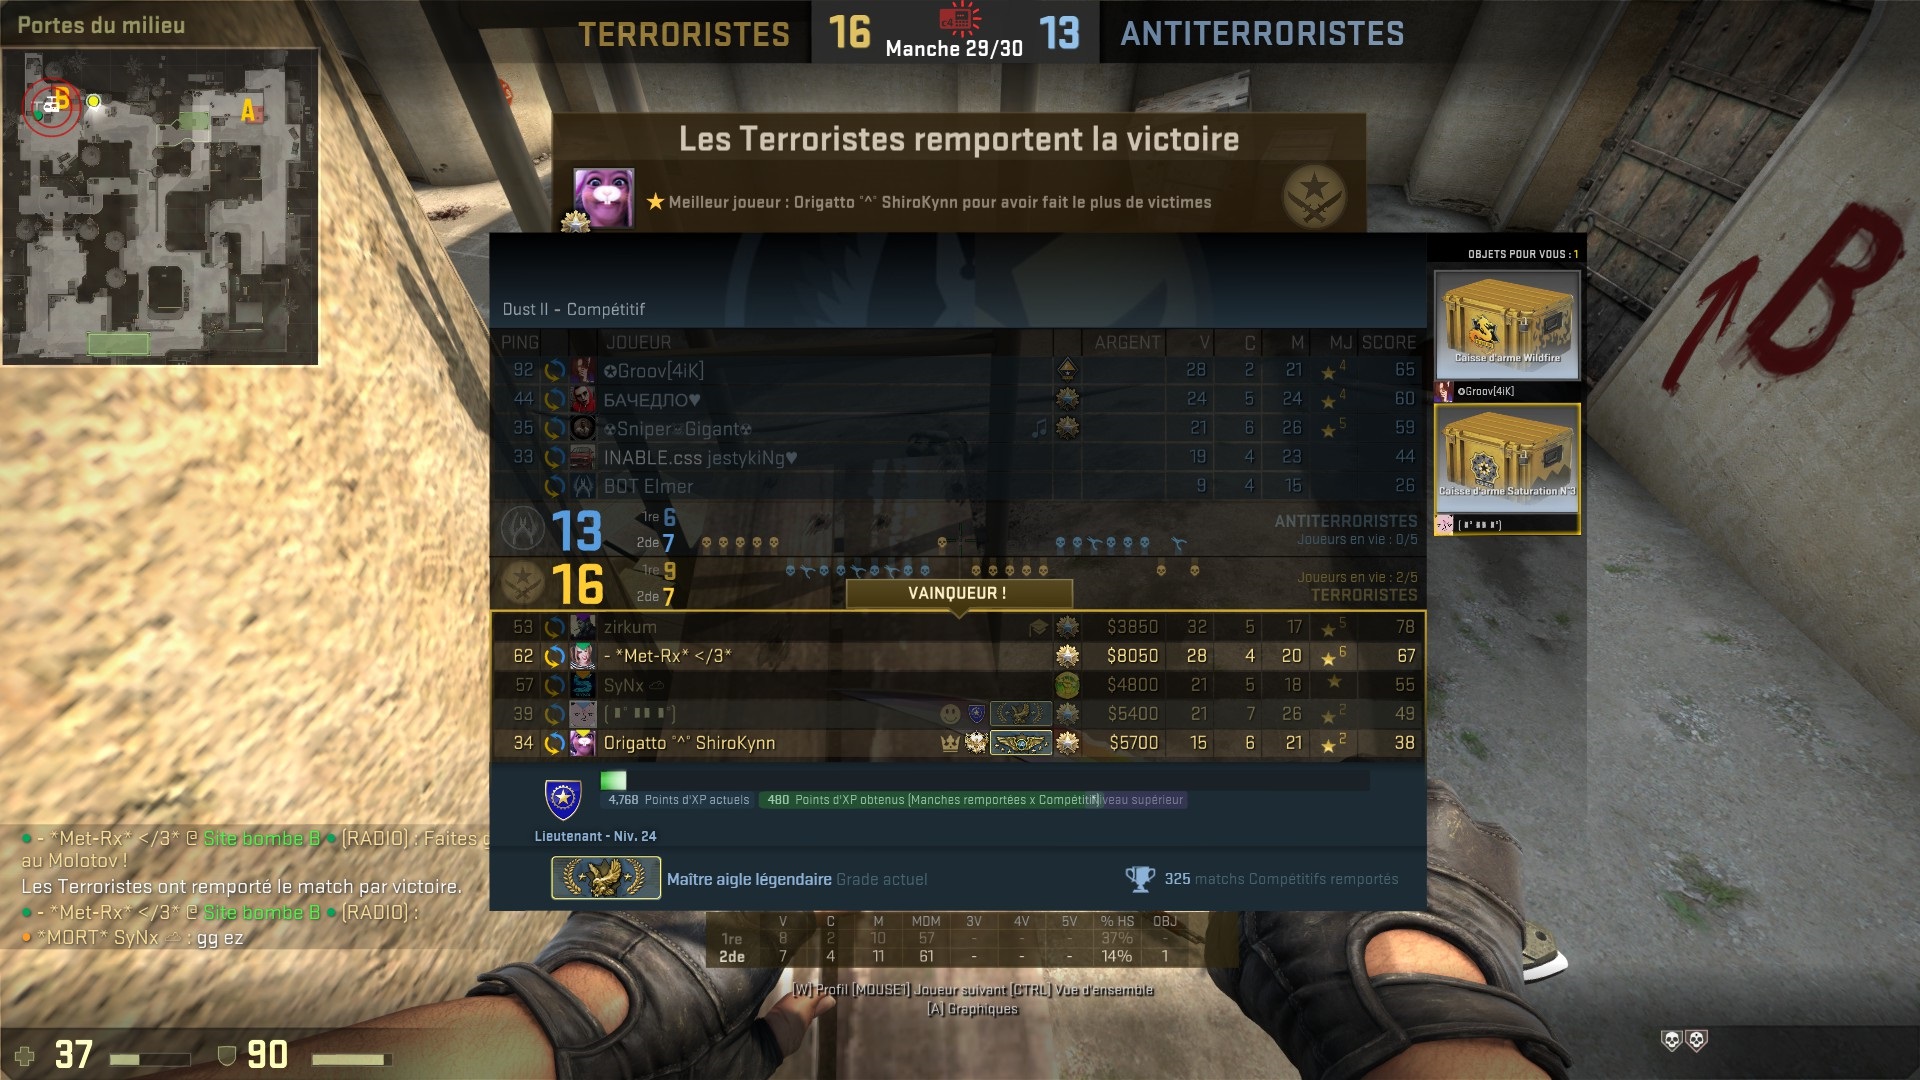 Portes du milieu
TERRORISTES 16 Manche 29/30 13 ANTITERRORISTES
B A
Les Terroristes remportent la victoire
★ Meilleur joueur : Origatto °^° ShiroKynn pour avoir fait le plus de victimes
Dust II - Compétitif
PING JOUEUR ARGENT V C M MJ SCORE
92 ✪Groov[4iK] 28 2 21 ★4 65
44 БАЧЕДЛО♥ 24 5 24 ★4 60
35 ☢Sniper Gigant☢ 21 6 26 ★5 59
33 INABLE.css jestykiNg♥ 19 4 23 44
BOT Elmer 9 4 15 26
13 1re 6 2de 7 ANTITERRORISTES
Joueurs en vie : 0/5
16 1re 9 2de 7 Joueurs en vie : 2/5
TERRORISTES
VAINQUEUR !
53 zirkum $3850 32 5 17 ★5 78
62 - *Met-Rx* </3* $8050 28 4 20 ★6 67
57 SyNx $4800 21 5 18 ★ 55
39 $5400 21 7 26 ★2 49
34 Origatto °^° ShiroKynn $5700 15 6 21 ★2 38
4,768 Points d'XP actuels 480 Points d'XP obtenus (Manches remportées x Compétitif) niveau supérieur
Lieutenant - Niv. 24
Maître aigle légendaire Grade actuel 325 matchs Compétitifs remportés
OBJETS POUR VOUS : 1
Caisse d'arme Wildfire
✪Groov[4iK]
Caisse d'arme Saturation N°3
B
• - *Met-Rx* </3* @ Site bombe B • (RADIO) : Faites
au Molotov !
Les Terroristes ont remporté le match par victoire.
• - *Met-Rx* </3* @ Site bombe B • (RADIO) :
• *MORT* SyNx : gg ez
V C M MDM 3V 4V 5V % HS OBJ
1re 8 2 10 57 - - - 37% -
2de 7 4 11 61 - - - 14% 1
[W] Profil [MOUSE1] Joueur suivant [CTRL] Vue d'ensemble
[A] Graphiques
37 90